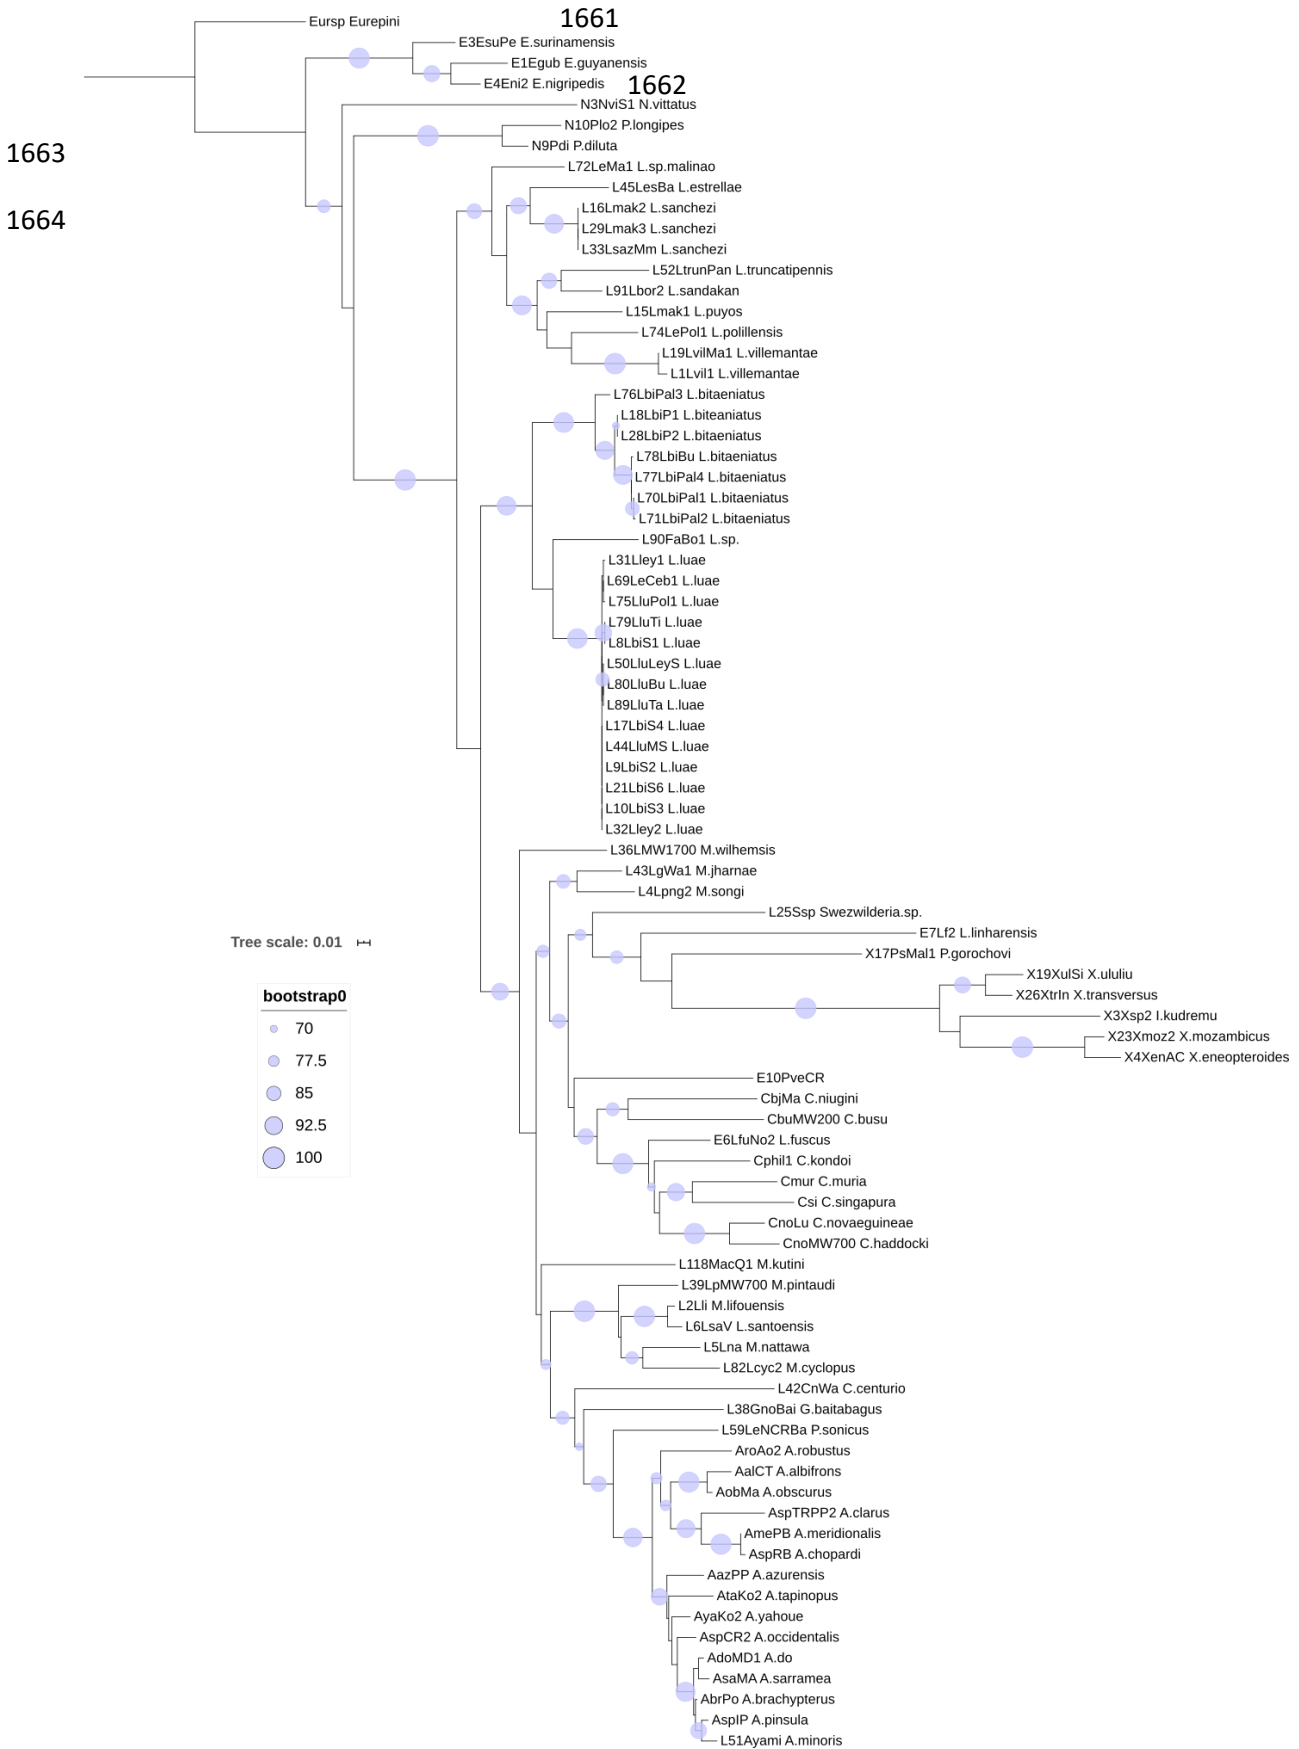 1661
Eursp Eurepini
E3EsuPe E.surinamensis
E1Egub E.guyanensis
E4Eni2 E.nigripedis
1662
N3NviS1 N.vittatus
N10Plo2 P.longipes
N9Pdi P.diluta
1663
L72LeMa1 L.sp.malinao
L45LesBa L.estrellae
L16Lmak2 L.sanchezi
1664
L29Lmak3 L.sanchezi
L33LsazMm L.sanchezi
L52LtrunPan L.truncatipennis
L91Lbor2 L.sandakan
L15Lmak1 L.puyos
L74LePol1 L.polillensis
L19LvilMa1 L.villemantae
L1Lvil1 L.villemantae
L76LbiPal3 L.bitaeniatus
L18LbiP1 L.biteaniatus
L28LbiP2 L.bitaeniatus
L78LbiBu L.bitaeniatus
L77LbiPal4 L.bitaeniatus
L70LbiPal1 L.bitaeniatus
L71LbiPal2 L.bitaeniatus
L90FaBo1 L.sp.
L31Lley1 L.luae
L69LeCeb1 L.luae
L75LluPol1 L.luae
L79LluTi L.luae
L8LbiS1 L.luae
L50LluLeyS L.luae
L80LluBu L.luae
L89LluTa L.luae
L17LbiS4 L.luae
L44LluMS L.luae
L9LbiS2 L.luae
L21LbiS6 L.luae
L10LbiS3 L.luae
L32Lley2 L.luae
L36LMW1700 M.wilhemsis
L43LgWa1 M.jharnae
L4Lpng2 M.songi
L25Ssp Swezwilderia.sp.
E7Lf2 L.linharensis
Tree scale: 0.01
X17PsMal1 P.gorochovi
X19XulSi X.ululiu
X26XtrIn X.transversus
bootstrap0
70
77.5
85
92.5
100
X3Xsp2 I.kudremu
X23Xmoz2 X.mozambicus
X4XenAC X.eneopteroides
E10PveCR
CbjMa C.niugini
CbuMW200 C.busu
E6LfuNo2 L.fuscus
Cphil1 C.kondoi
Cmur C.muria
Csi C.singapura
CnoLu C.novaeguineae
CnoMW700 C.haddocki
L118MacQ1 M.kutini
L39LpMW700 M.pintaudi
L2Lli M.lifouensis
L6LsaV L.santoensis
L5Lna M.nattawa
L82Lcyc2 M.cyclopus
L42CnWa C.centurio
L38GnoBai G.baitabagus
L59LeNCRBa P.sonicus
AroAo2 A.robustus
AalCT A.albifrons
AobMa A.obscurus
AspTRPP2 A.clarus
AmePB A.meridionalis
AspRB A.chopardi
AazPP A.azurensis
AtaKo2 A.tapinopus
AyaKo2 A.yahoue
AspCR2 A.occidentalis
AdoMD1 A.do
AsaMA A.sarramea
AbrPo A.brachypterus
AspIP A.pinsula
L51Ayami A.minoris